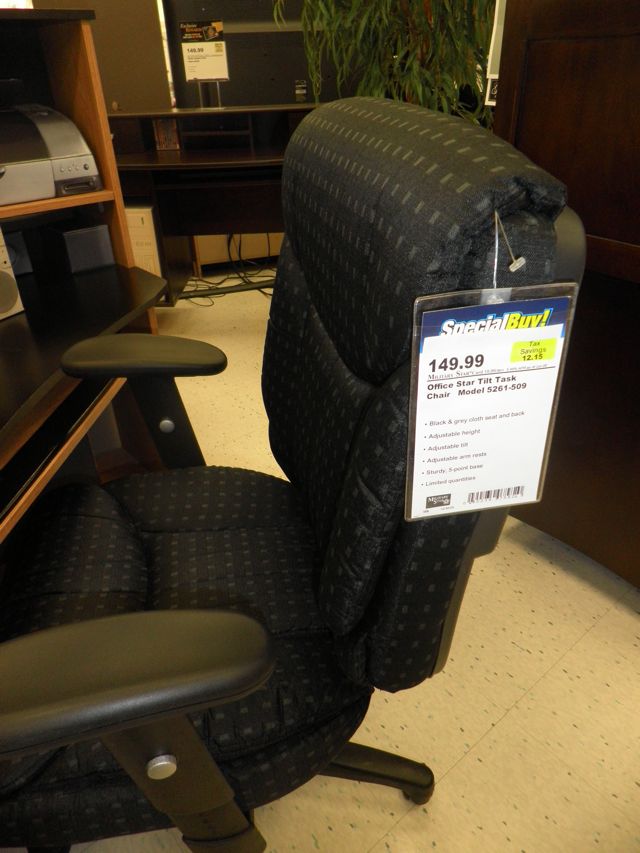 149.99
SpecialBuy!
Tax
Savings
12.15
149.99
Office Star Tilt Task
Chair Model 5261-509
• Black & grey cloth seat and back
• Adjustable height
• Adjustable tilt
• Adjustable arm rests
• Sturdy, 5-point base
• Limited quantities